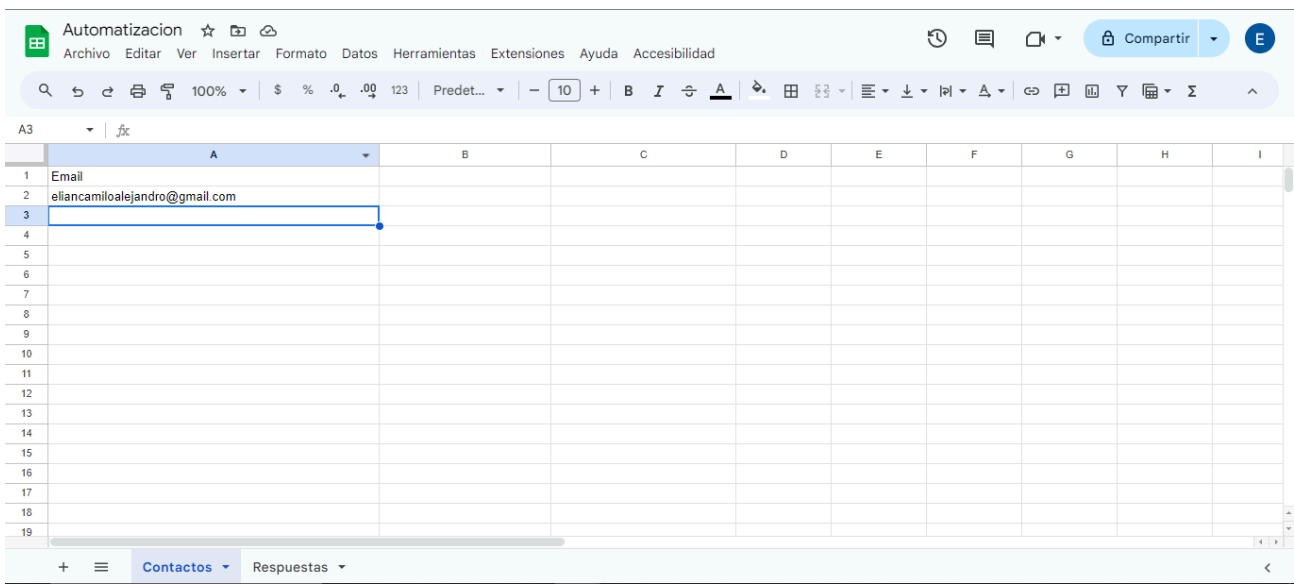 Automatizacion
Archivo Editar Ver Insertar Formato Datos Herramientas Extensiones Ayuda Accesibilidad
Compartir
E
100% $ % .0 .00 123 Predet... − 10 + B I A Σ
A3 fx
A B C D E F G H I
1 Email
2 eliancamiloalejandro@gmail.com
3
4
5
6
7
8
9
10
11
12
13
14
15
16
17
18
19
+ Contactos Respuestas